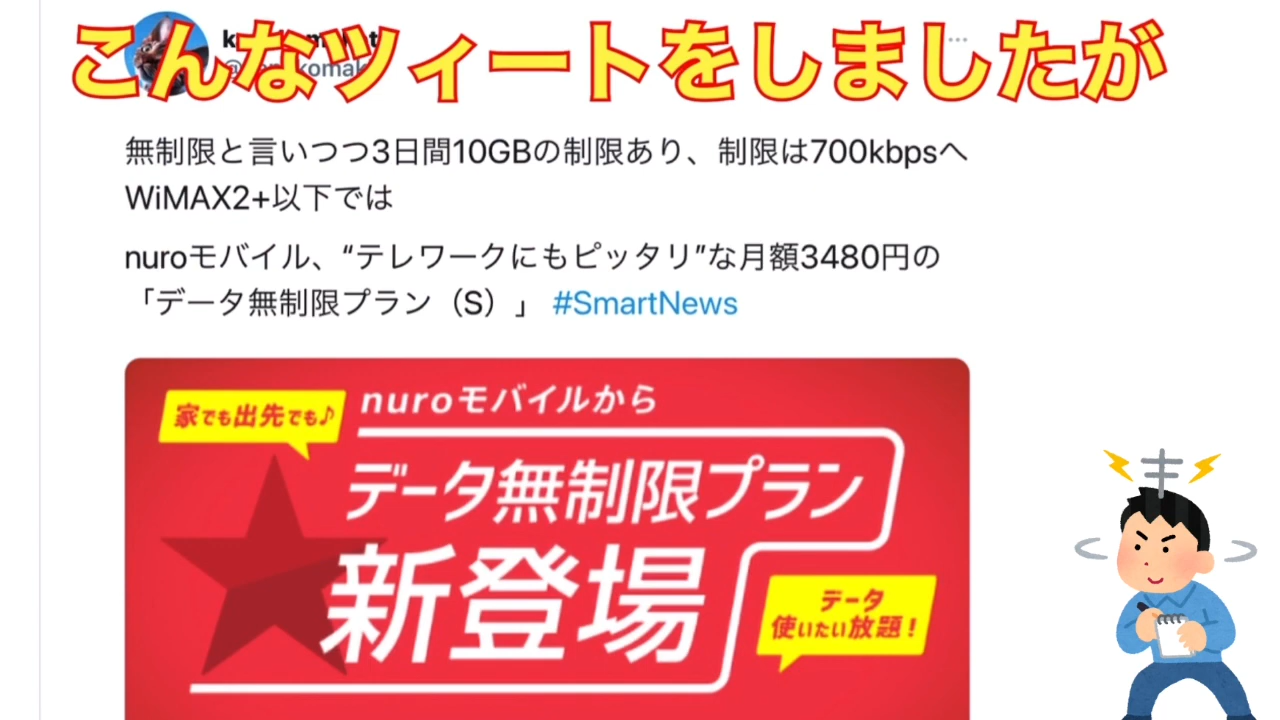 こんなツィートをしましたが
無制限と言いつつ3日間10GBの制限あり、制限は700kbpsへ
WiMAX2+以下では
nuroモバイル、“テレワークにもピッタリ”な月額3480円の
「データ無制限プラン（S）」 #SmartNews
家でも出先でも♪
nuroモバイルから
データ無制限プラン
新登場
データ
使いたい放題!